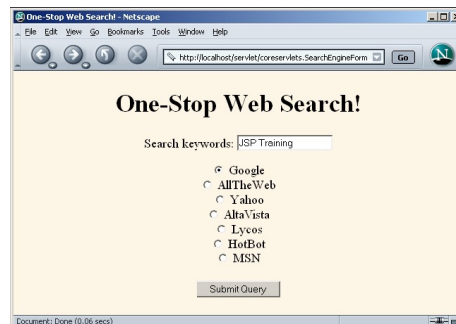 One-Stop Web Search! - Netscape
File Edit View Go Bookmarks Tools Window Help
http://localhost/servlet/coreservlets.SearchEngineForm Go N
One-Stop Web Search!
Search keywords: JSP Training
Google
AllTheWeb
Yahoo
AltaVista
Lycos
HotBot
MSN
Submit Query
Document: Done (0.06 secs)